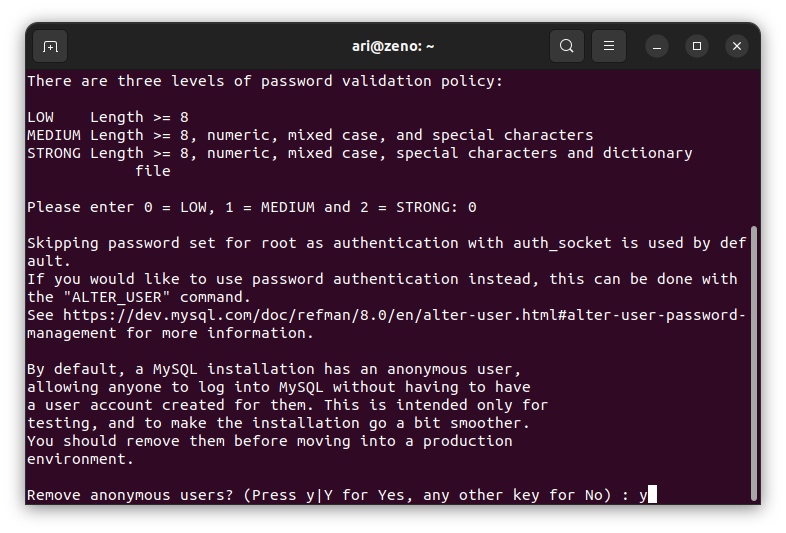 ari@zeno: ~
There are three levels of password validation policy:
LOW    Length >= 8
MEDIUM Length >= 8, numeric, mixed case, and special characters
STRONG Length >= 8, numeric, mixed case, special characters and dictionary
            file
Please enter 0 = LOW, 1 = MEDIUM and 2 = STRONG: 0
Skipping password set for root as authentication with auth_socket is used by def
ault.
If you would like to use password authentication instead, this can be done with
the "ALTER_USER" command.
See https://dev.mysql.com/doc/refman/8.0/en/alter-user.html#alter-user-password-
management for more information.
By default, a MySQL installation has an anonymous user,
allowing anyone to log into MySQL without having to have
a user account created for them. This is intended only for
testing, and to make the installation go a bit smoother.
You should remove them before moving into a production
environment.
Remove anonymous users? (Press y|Y for Yes, any other key for No) : y